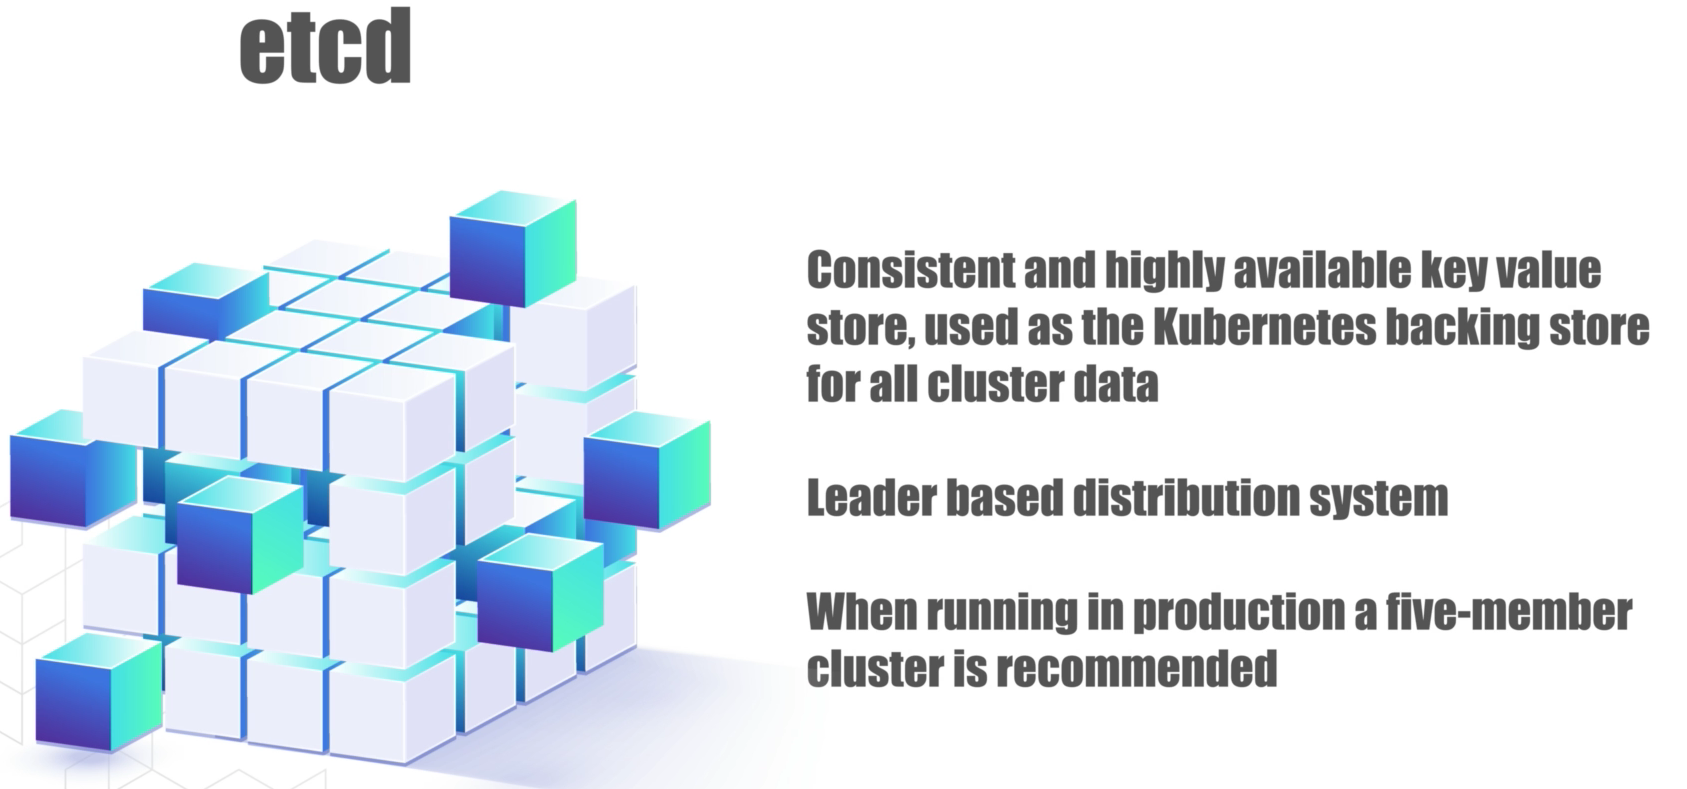 etcd
Consistent and highly available key value
store, used as the Kubernetes backing store
for all cluster data
Leader based distribution system
When running in production a five-member
cluster is recommended